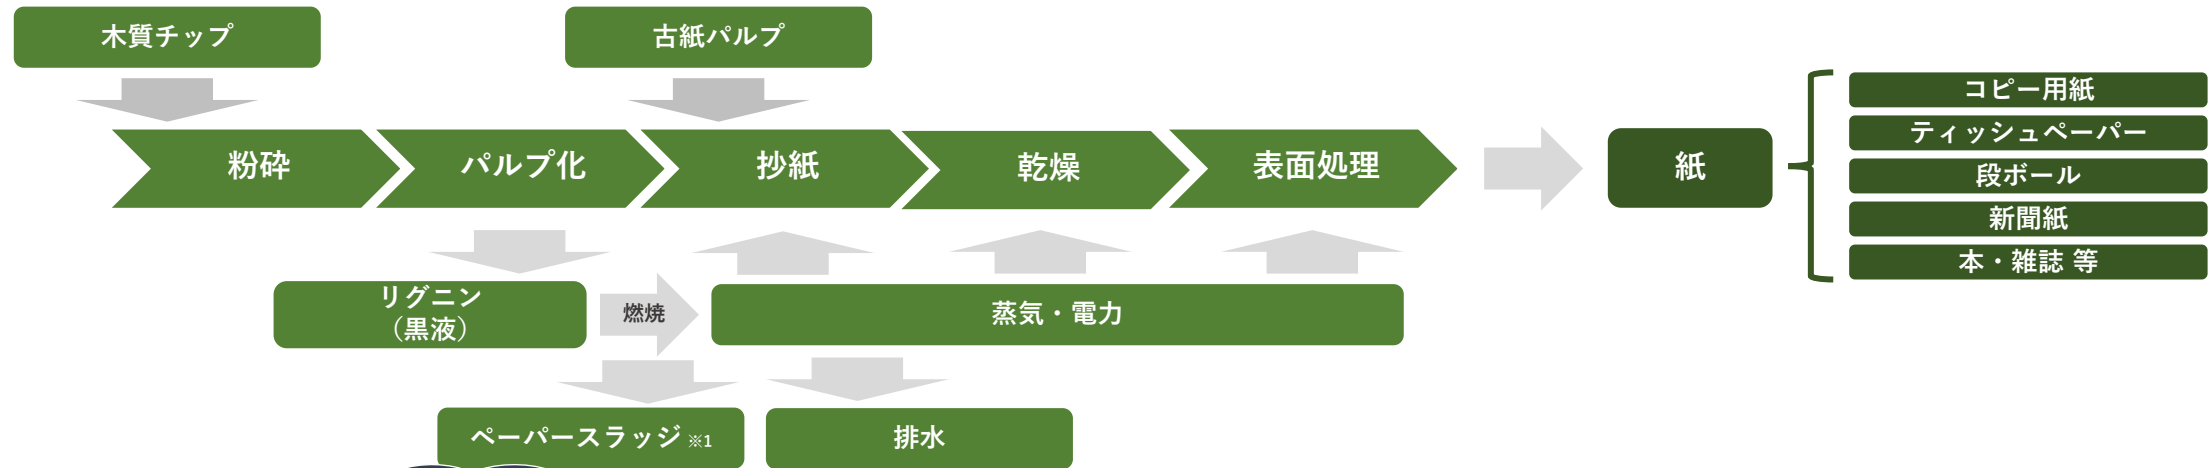 木質チップ
古紙パルプ
粉砕
パルプ化
抄紙
乾燥
表面処理
紙
コピー用紙
ティッシュペーパー
段ボール
新聞紙
本・雑誌 等
リグニン
（黒液）
燃焼
蒸気・電力
ペーパースラッジ ※1
排水